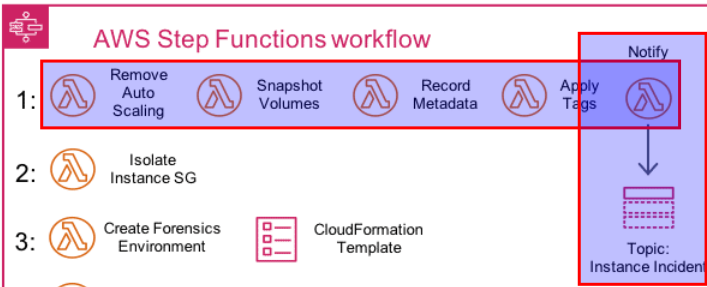 AWS Step Functions workflow
Notify
1:
Remove
Auto
Scaling
Snapshot
Volumes
Record
Metadata
Apply
Tags
2:
Isolate
Instance SG
3:
Create Forensics
Environment
CloudFormation
Template
Topic:
Instance Incident